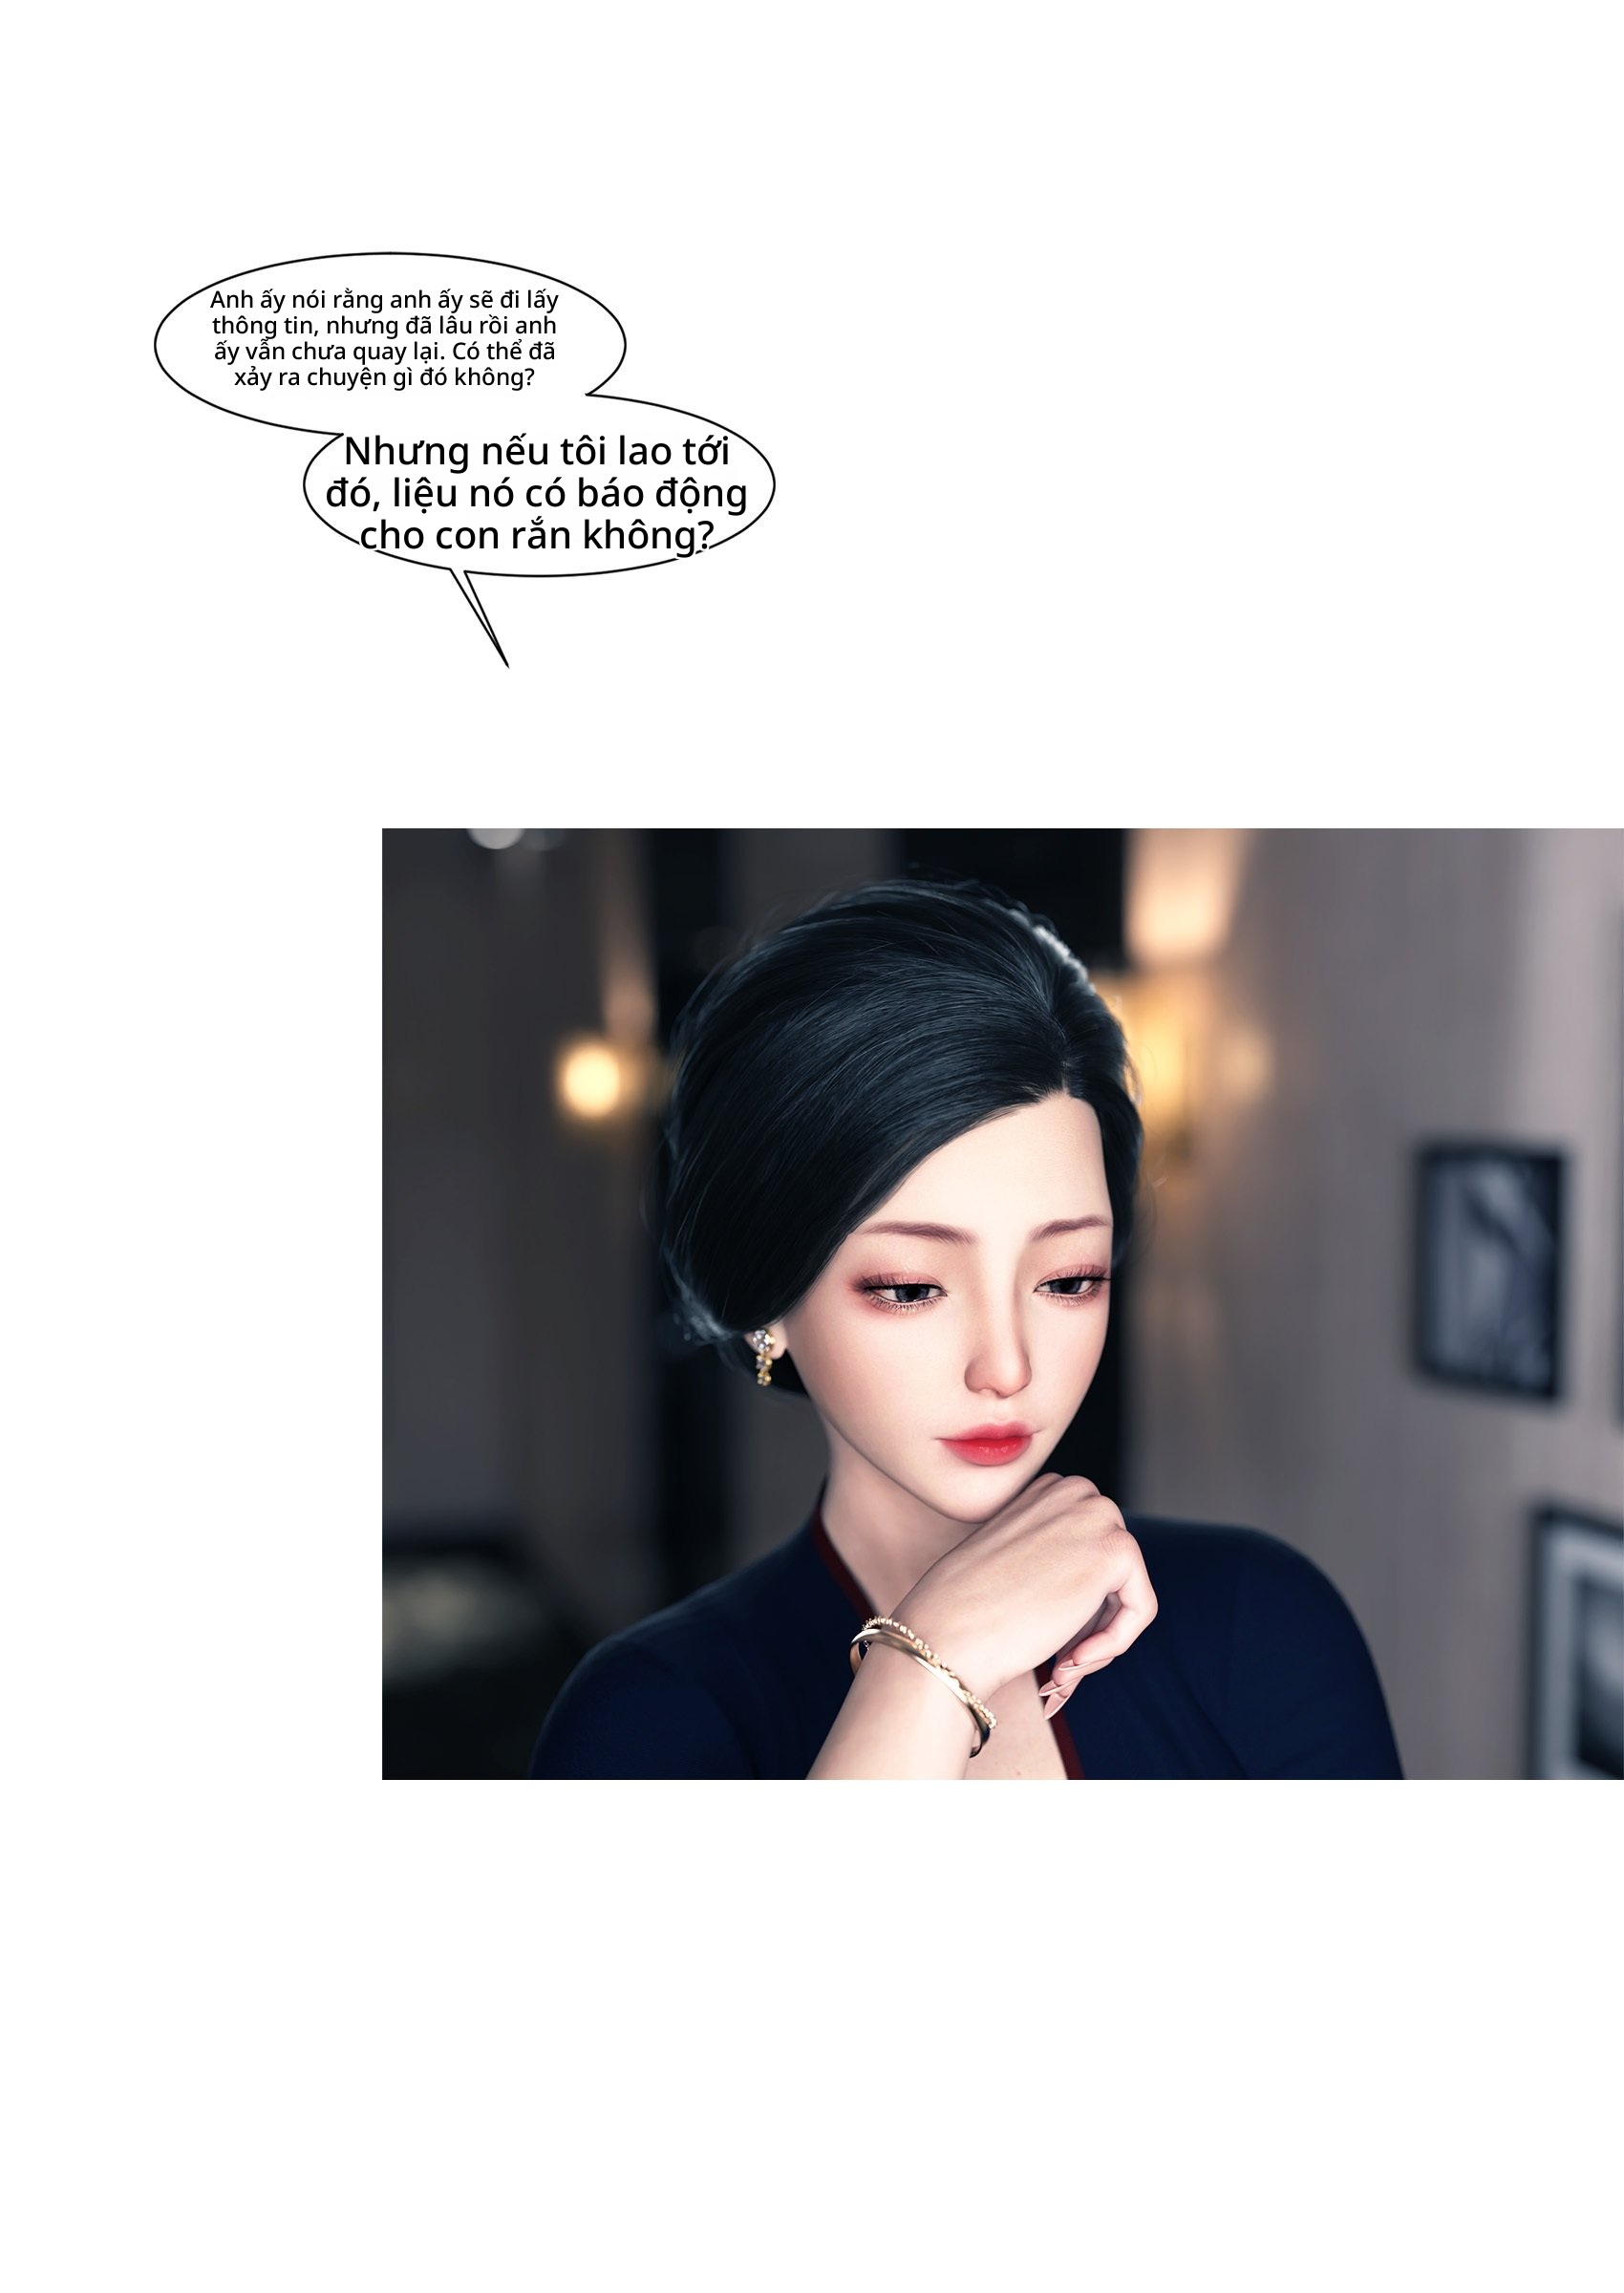 Anh ấy nói rằng anh ấy sẽ đi lấy
thông tin, nhưng đã lâu rồi anh
ấy vẫn chưa quay lại. Có thể đã
xảy ra chuyện gì đó không?
Nhưng nếu tôi lao tới
đó, liệu nó có báo động
cho con rắn không?